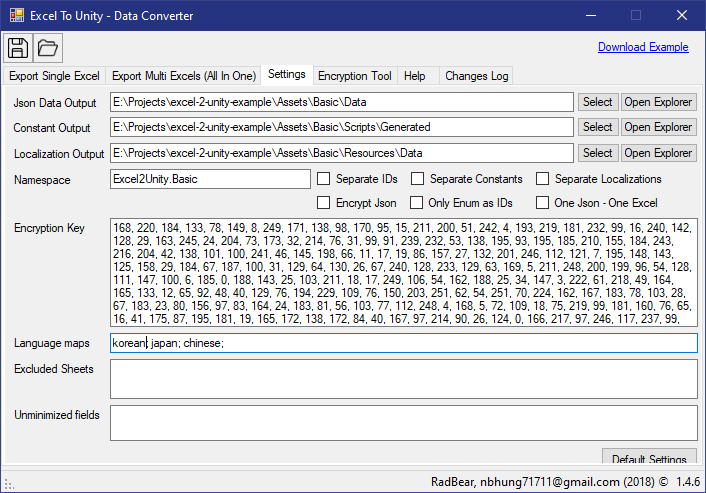 Excel To Unity - Data Converter
Download Example
Export Single Excel Export Multi Excels (All In One) Settings Encryption Tool Help Changes Log
Json Data Output E:\Projects\excel-2-unity-example\Assets\Basic\Data Select Open Explorer
Constant Output E:\Projects\excel-2-unity-example\Assets\Basic\Scripts\Generated Select Open Explorer
Localization Output E:\Projects\excel-2-unity-example\Assets\Basic\Resources\Data Select Open Explorer
Namespace Excel2Unity.Basic Separate IDs Separate Constants Separate Localizations
Encrypt Json Only Enum as IDs One Json - One Excel
Encryption Key 168, 220, 184, 133, 78, 149, 8, 249, 171, 138, 98, 170, 95, 15, 211, 200, 51, 242, 4, 193, 219, 181, 232, 99, 16, 240, 142,
128, 29, 163, 245, 24, 204, 73, 173, 32, 214, 76, 31, 99, 91, 239, 232, 53, 138, 195, 93, 195, 185, 210, 155, 184, 243,
216, 204, 42, 138, 101, 100, 241, 46, 145, 198, 66, 11, 17, 19, 86, 157, 27, 132, 201, 246, 112, 121, 7, 195, 148, 143,
125, 158, 29, 184, 67, 187, 100, 31, 129, 64, 130, 26, 67, 240, 128, 233, 129, 63, 169, 5, 211, 248, 200, 199, 96, 54, 128,
111, 147, 100, 6, 185, 0, 188, 143, 25, 103, 211, 18, 17, 249, 106, 54, 162, 188, 25, 34, 147, 3, 222, 61, 218, 49, 164,
165, 133, 12, 65, 92, 48, 40, 129, 76, 194, 229, 109, 76, 150, 203, 251, 62, 54, 251, 70, 224, 162, 167, 183, 78, 103, 28,
67, 183, 23, 80, 156, 97, 83, 164, 24, 183, 81, 56, 103, 77, 112, 248, 4, 168, 5, 72, 109, 18, 75, 219, 99, 181, 160, 76, 65,
16, 41, 175, 87, 195, 181, 19, 165, 172, 138, 172, 84, 40, 167, 97, 214, 90, 26, 124, 0, 166, 217, 97, 246, 117, 237, 99,
Language maps korean; japan; chinese;
Excluded Sheets
Unminimized fields
Default Settings
RadBear, nbhung71711@gmail.com (2018) © 1.4.6